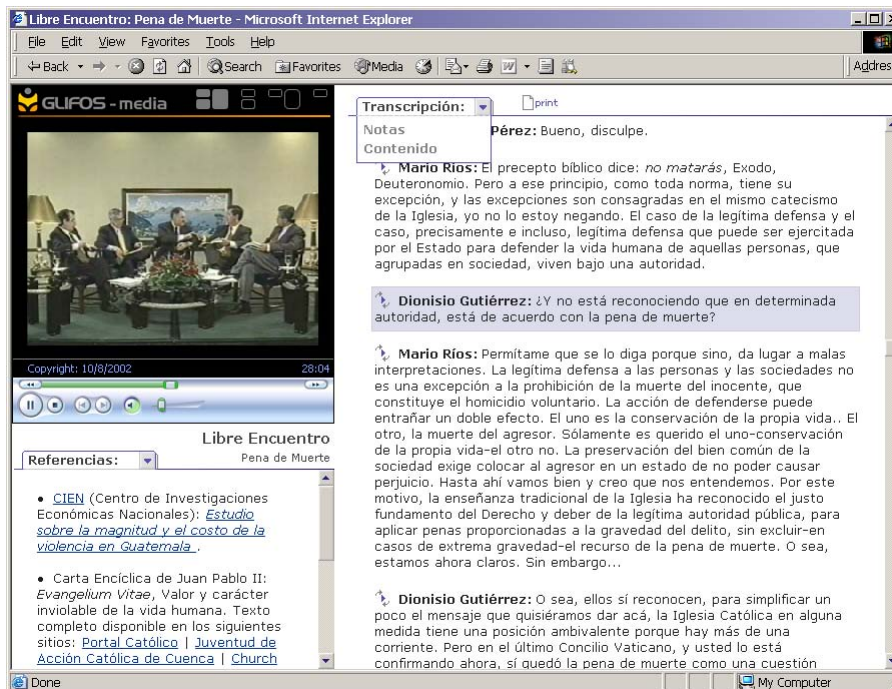 Libre Encuentro: Pena de Muerte - Microsoft Internet Explorer
File Edit View Favorites Tools Help
Back Search Favorites Media Addres
GLIFOS - media
Copyright: 10/8/2002 28:04
Libre Encuentro
Pena de Muerte
Referencias:
• CIEN (Centro de Investigaciones
Económicas Nacionales): Estudio
sobre la magnitud y el costo de la
violencia en Guatemala .
• Carta Encíclica de Juan Pablo II:
Evangelium Vitae, Valor y carácter
inviolable de la vida humana. Texto
completo disponible en los siguientes
sitios: Portal Católico | Juventud de
Acción Católica de Cuenca | Church
Transcripción: print
Notas
Contenido
Pérez: Bueno, disculpe.
Mario Ríos: El precepto bíblico dice: no matarás, Exodo,
Deuteronomio. Pero a ese principio, como toda norma, tiene su
excepción, y las excepciones son consagradas en el mismo catecismo
de la Iglesia, yo no lo estoy negando. El caso de la legítima defensa y el
caso, precisamente e incluso, legítima defensa que puede ser ejercitada
por el Estado para defender la vida humana de aquellas personas, que
agrupadas en sociedad, viven bajo una autoridad.
Dionisio Gutiérrez: ¿Y no está reconociendo que en determinada
autoridad, está de acuerdo con la pena de muerte?
Mario Ríos: Permítame que se lo diga porque sino, da lugar a malas
interpretaciones. La legítima defensa a las personas y las sociedades no
es una excepción a la prohibición de la muerte del inocente, que
constituye el homicidio voluntario. La acción de defenderse puede
entrañar un doble efecto. El uno es la conservación de la propia vida.. El
otro, la muerte del agresor. Sólamente es querido el uno-conservación
de la propia vida-el otro no. La preservación del bien común de la
sociedad exige colocar al agresor en un estado de no poder causar
perjuicio. Hasta ahí vamos bien y creo que nos entendemos. Por este
motivo, la enseñanza tradicional de la Iglesia ha reconocido el justo
fundamento del Derecho y deber de la legítima autoridad pública, para
aplicar penas proporcionadas a la gravedad del delito, sin excluir-en
casos de extrema gravedad-el recurso de la pena de muerte. O sea,
estamos ahora claros. Sin embargo...
Dionisio Gutiérrez: O sea, ellos sí reconocen, para simplificar un
poco el mensaje que quisiéramos dar acá, la Iglesia Católica en alguna
medida tiene una posición ambivalente porque hay más de una
corriente. Pero en el último Concilio Vaticano, y usted lo está
confirmando ahora, sí quedó la pena de muerte como una cuestión
Done My Computer